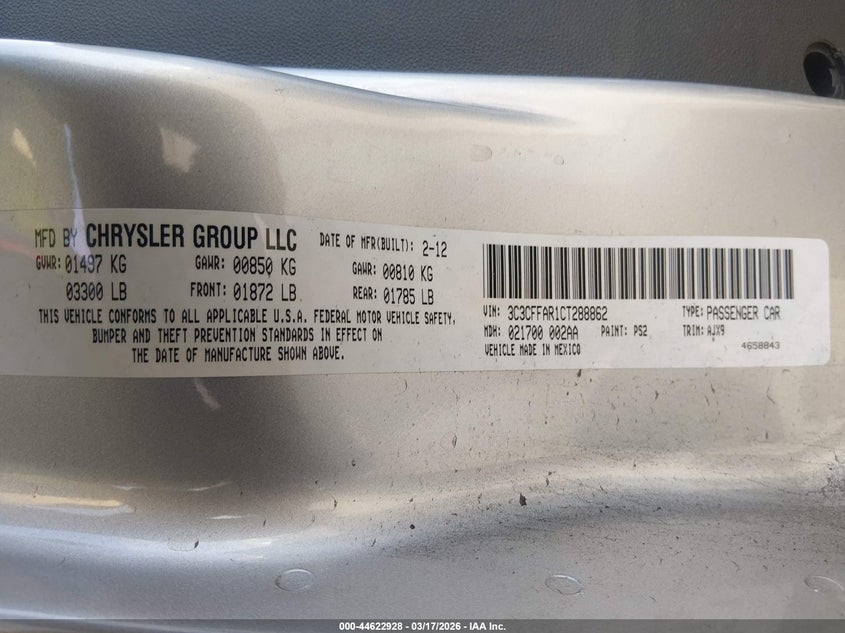 MFD BY CHRYSLER GROUP LLC DATE OF MFR(BUILT): 2-12
GVWR: 01497 KG GAWR: 00850 KG GAWR: 00810 KG
03300 LB FRONT: 01872 LB REAR: 01785 LB
THIS VEHICLE CONFORMS TO ALL APPLICABLE U.S.A. FEDERAL MOTOR VEHICLE SAFETY,
BUMPER AND THEFT PREVENTION STANDARDS IN EFFECT ON
THE DATE OF MANUFACTURE SHOWN ABOVE.
VIN: 3C3CFFAR1CT288862 TYPE: PASSENGER CAR
MDH: 021700 002AA PAINT: PS2 TRIM: AJX9
VEHICLE MADE IN MEXICO 4658843
000-44622928 - 03/17/2026 - IAA Inc.